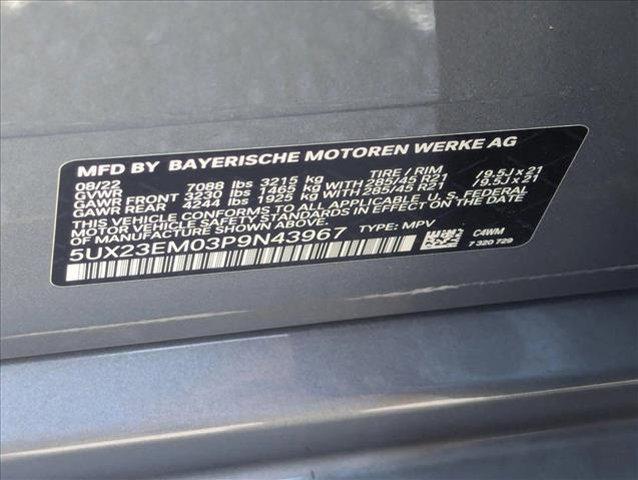 MFD BY BAYERISCHE MOTOREN WERKE AG
08/22 TIRE / RIM
GVWR 7088 lbs 3215 kg
GAWR FRONT 3230 lbs 1465 kg WITH 285/45 R21 /9.5J x 21
GAWR REAR 4244 lbs 1925 kg WITH 285/45 R21 /9.5J x 21
THIS VEHICLE CONFORMS TO ALL APPLICABLE U.S. FEDERAL
MOTOR VEHICLE SAFETY STANDARDS IN EFFECT ON THE DATE
OF MANUFACTURE SHOWN ABOVE.
5UX23EM03P9N43967 TYPE: MPV
C4WM
7 320 729